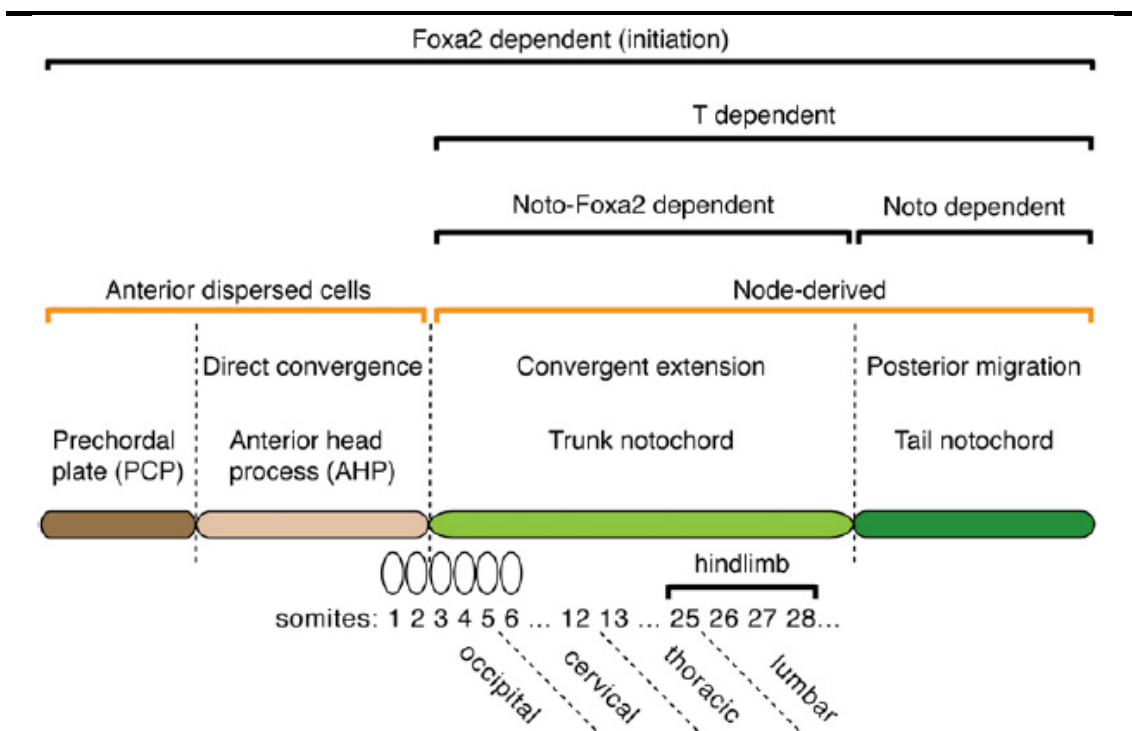 Foxa2 dependent (initiation)
T dependent
Noto-Foxa2 dependent
Noto dependent
Anterior dispersed cells
Node-derived
Direct convergence
Convergent extension
Posterior migration
Prechordal
plate (PCP)
Anterior head
process (AHP)
Trunk notochord
Tail notochord
hindlimb
somites: 1 2 3 4 5 6 ... 12 13 ... 25 26 27 28...
occipital
cervical
thoracic
lumbar